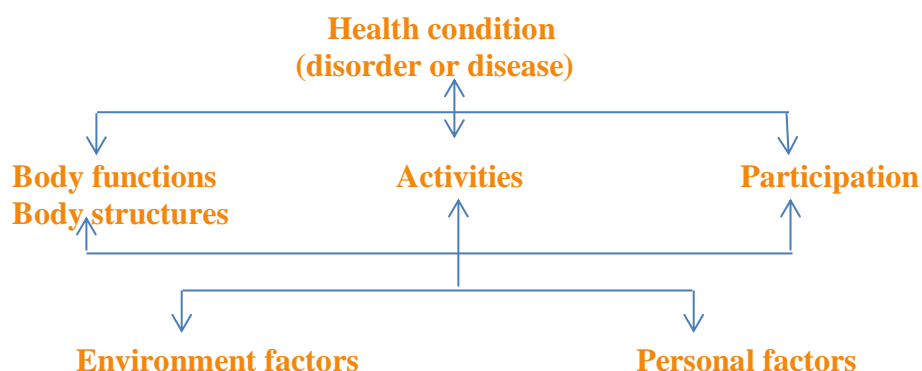 Health condition
(disorder or disease)
Body functions Activities Participation
Body structures
Environment factors Personal factors